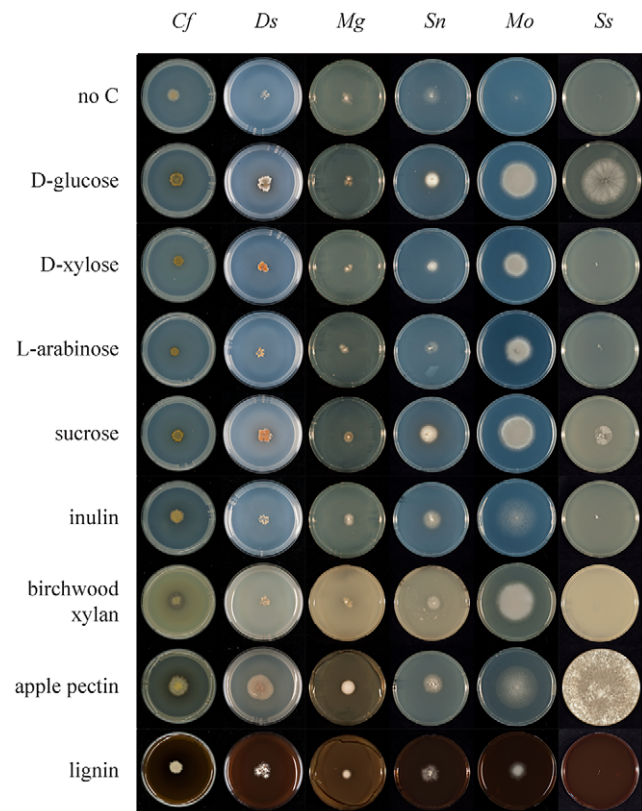 Cf Ds Mg Sn Mo Ss
no C
D-glucose
D-xylose
L-arabinose
sucrose
inulin
birchwood
xylan
apple pectin
lignin